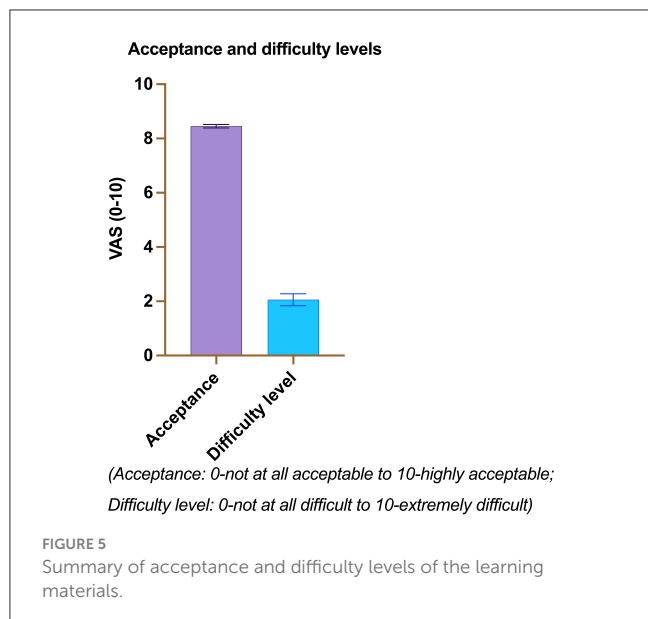 Acceptance and difficulty levels
10
8
6
4
2
0
VAS (0-10)
Acceptance
Difficulty level
(Acceptance: 0-not at all acceptable to 10-highly acceptable;
Difficulty level: 0-not at all difficult to 10-extremely difficult)
FIGURE 5
Summary of acceptance and difficulty levels of the learning
materials.